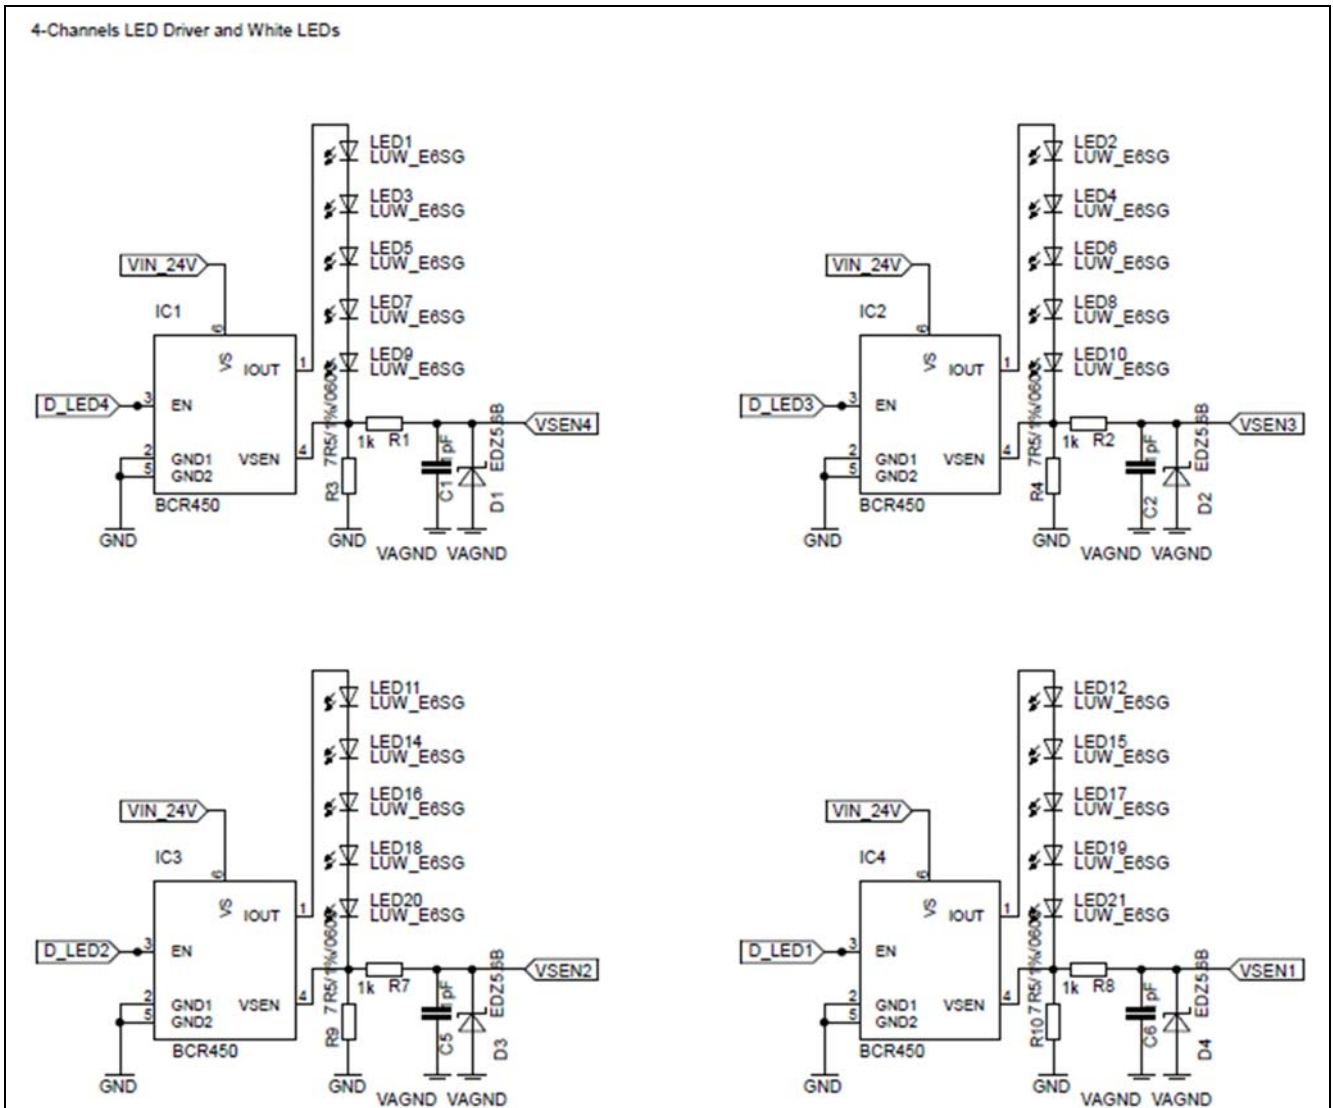 4-Channels LED Driver and White LEDs
LED1
LUW_E6SG
LED3
LUW_E6SG
LED5
LUW_E6SG
LED7
LUW_E6SG
LED9
LUW_E6SG
VIN_24V
IC1
6
VS
IOUT
1
D_LED4
3
EN
2
GND1
5
GND2
VSEN
4
BCR450
GND
1k
R1
R3
GND
C1
D1
VSEN4
VAGND
VAGND
LED2
LUW_E6SG
LED4
LUW_E6SG
LED6
LUW_E6SG
LED8
LUW_E6SG
LED10
LUW_E6SG
VIN_24V
IC2
6
VS
IOUT
1
D_LED3
3
EN
2
GND1
5
GND2
VSEN
4
BCR450
GND
1k
R2
R4
GND
C2
D2
VSEN3
VAGND
VAGND
LED11
LUW_E6SG
LED14
LUW_E6SG
LED16
LUW_E6SG
LED18
LUW_E6SG
LED20
LUW_E6SG
VIN_24V
IC3
6
VS
IOUT
1
D_LED2
3
EN
2
GND1
5
GND2
VSEN
4
BCR450
GND
1k
R7
R9
GND
C5
D3
VSEN2
VAGND
VAGND
LED12
LUW_E6SG
LED15
LUW_E6SG
LED17
LUW_E6SG
LED19
LUW_E6SG
LED21
LUW_E6SG
VIN_24V
IC4
6
VS
IOUT
1
D_LED1
3
EN
2
GND1
5
GND2
VSEN
4
BCR450
GND
1k
R8
R10
GND
C6
D4
VSEN1
VAGND
VAGND